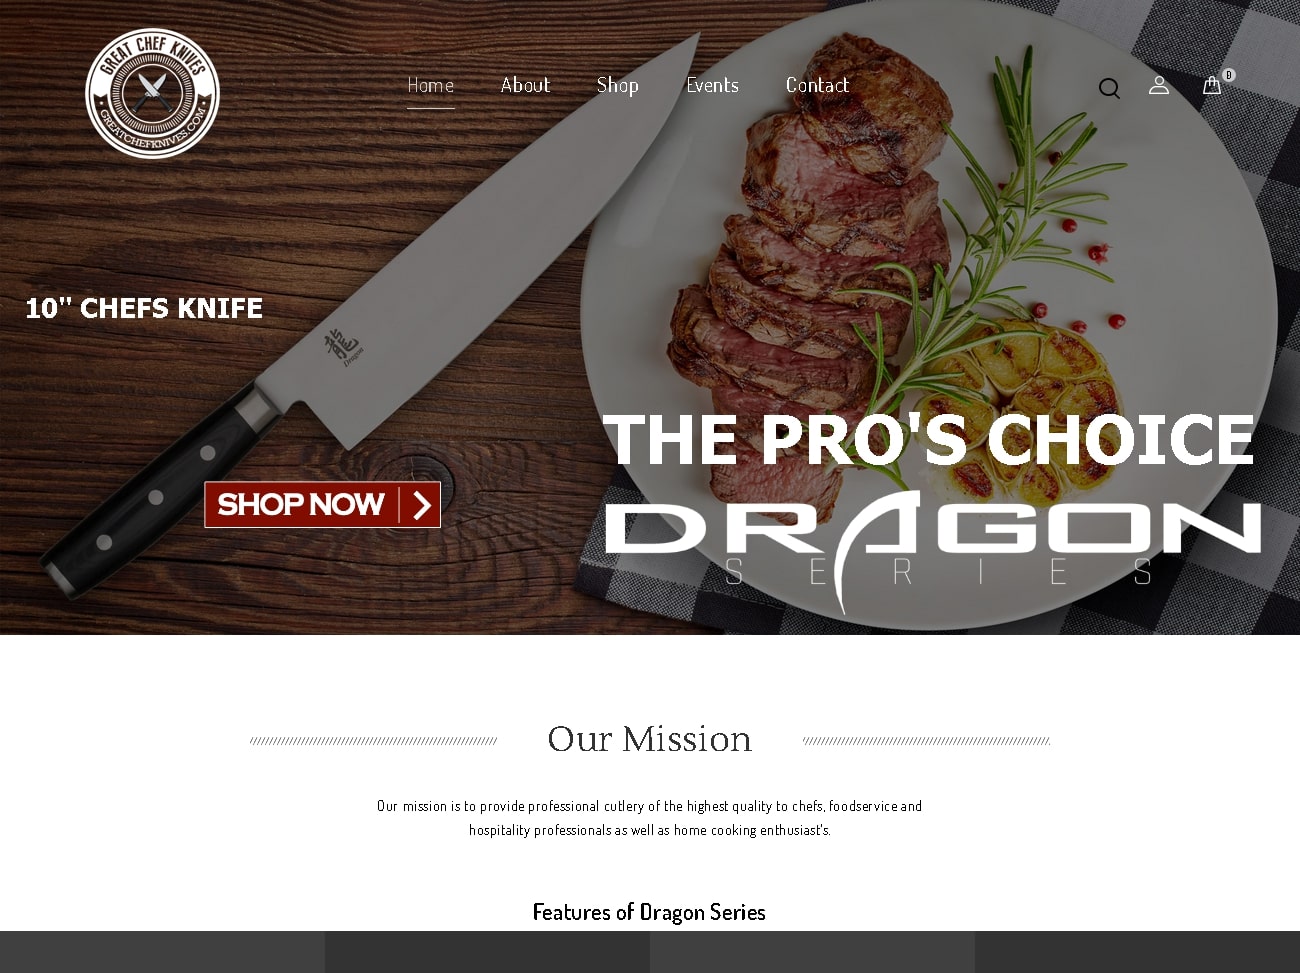 GREAT CHEF KNIVES
GREATCHEFKNIVES.COM
Home
About
Shop
Events
Contact
0
10" CHEFS KNIFE
龍
Dragon
THE PRO'S CHOICE
DRAGON
SERIES
SHOP NOW
Our Mission
Our mission is to provide professional cutlery of the highest quality to chefs, foodservice and
hospitality professionals as well as home cooking enthusiast's.
Features of Dragon Series